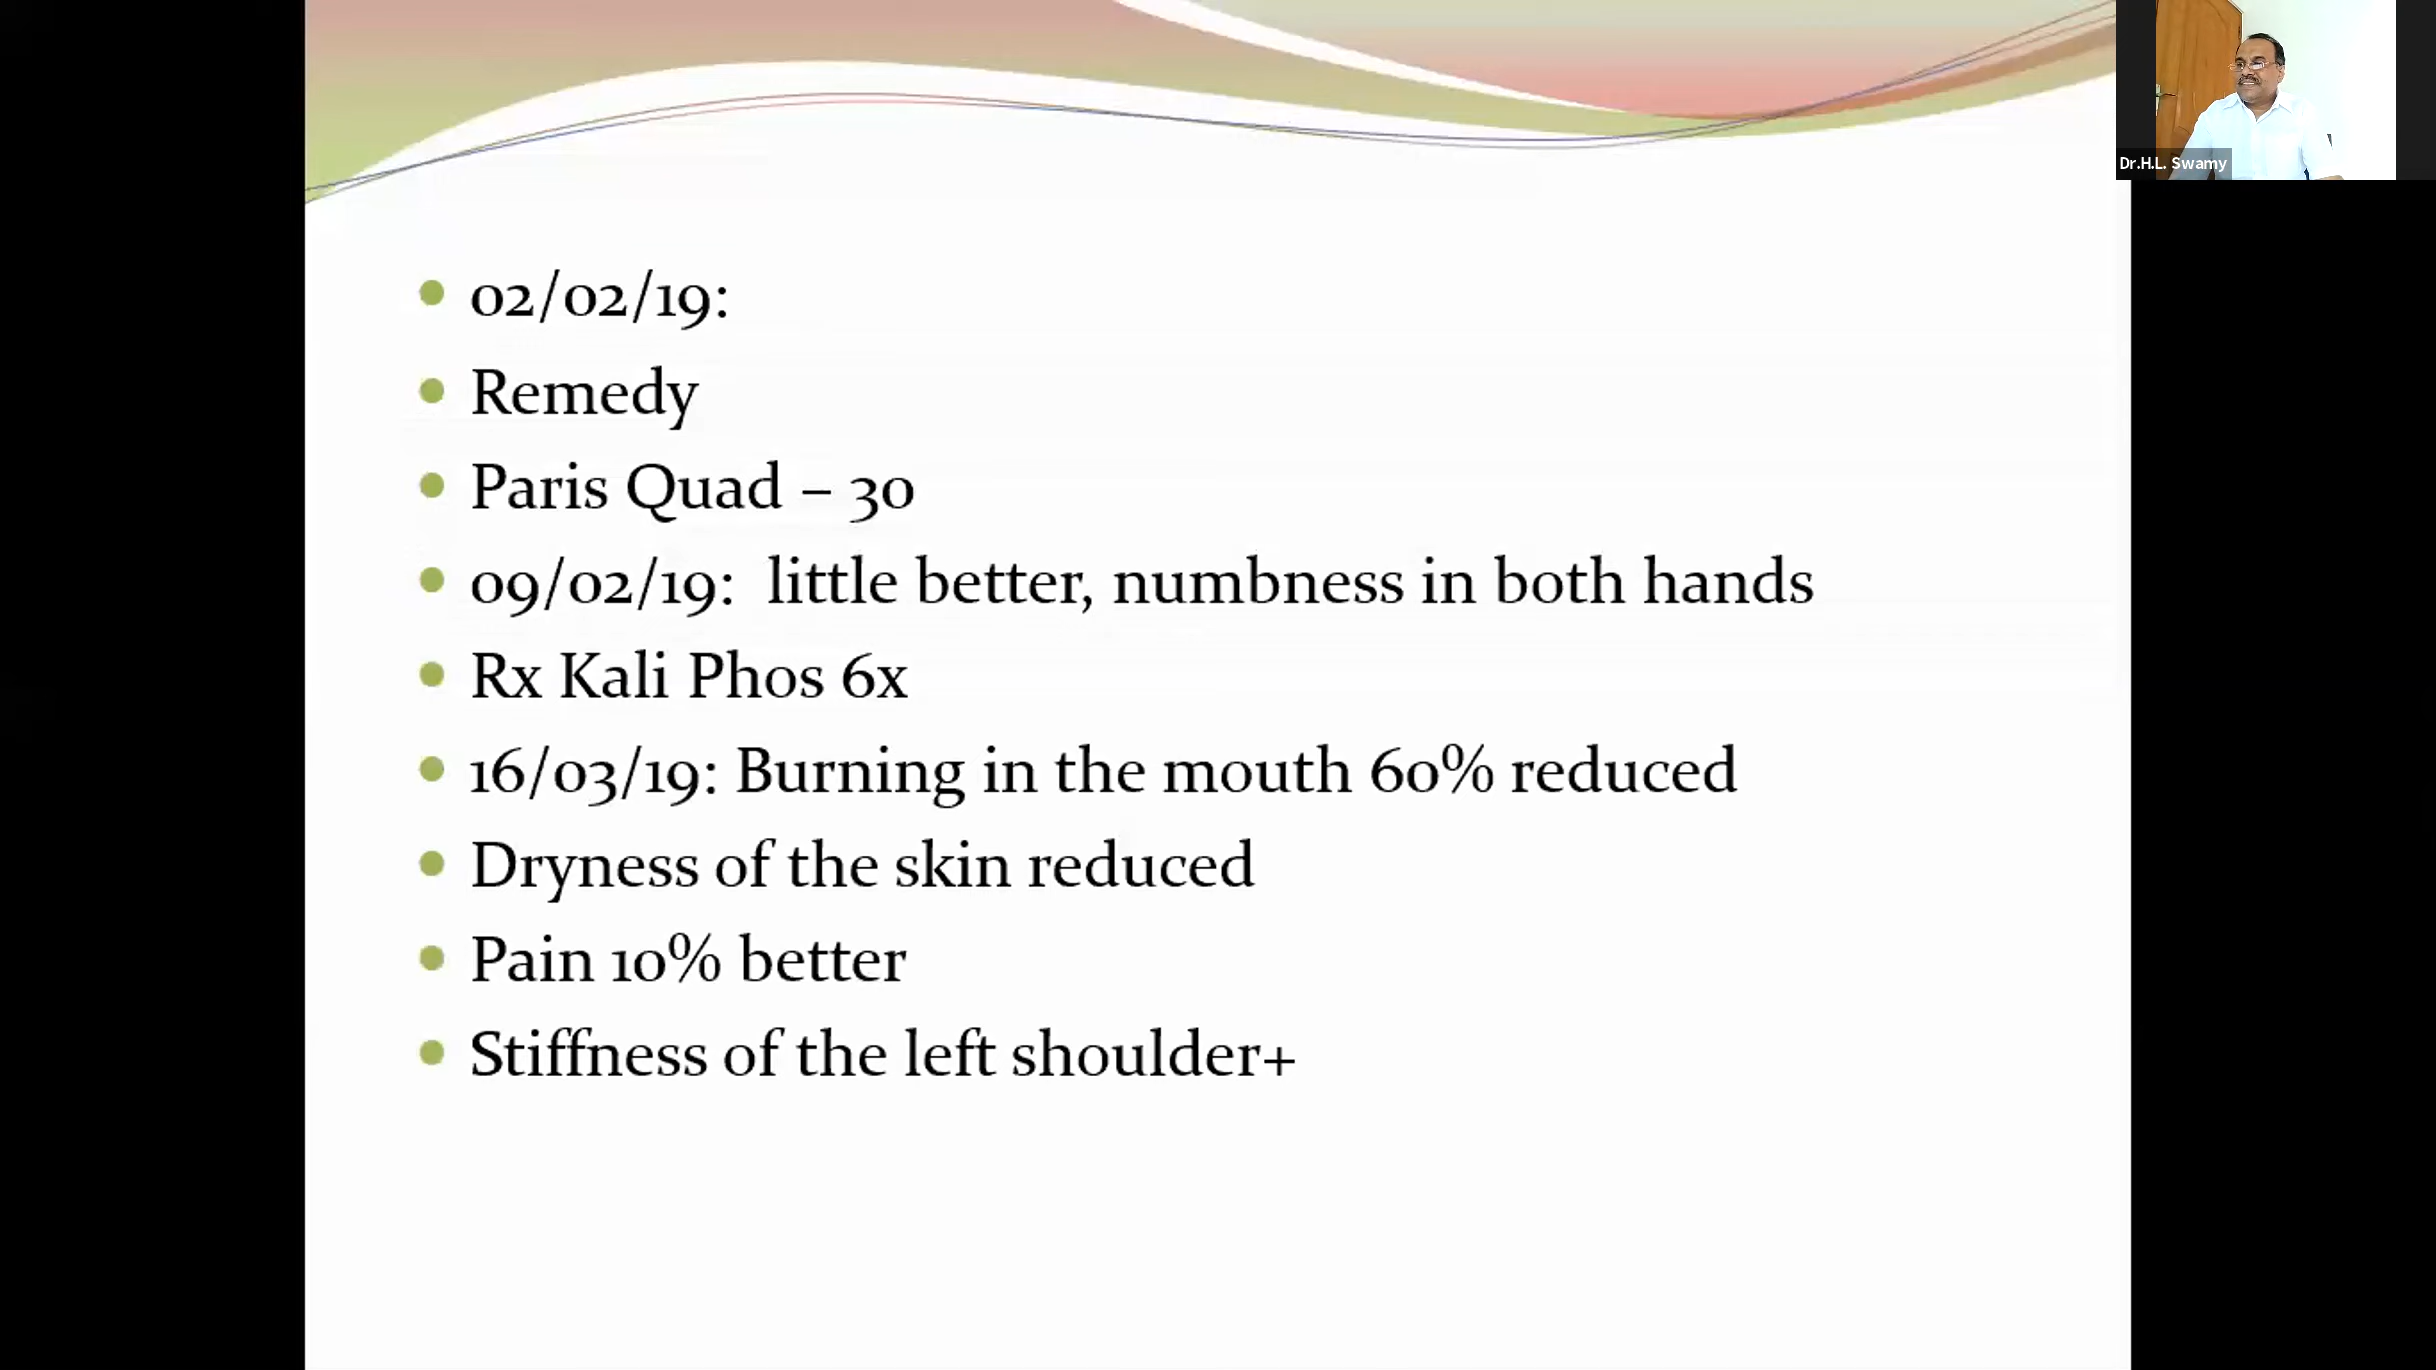 Dr.H.L. Swamy
02/02/19:
Remedy
Paris Quad – 30
09/02/19:  little better, numbness in both hands
Rx Kali Phos 6x
16/03/19: Burning in the mouth 60% reduced
Dryness of the skin reduced
Pain 10% better
Stiffness of the left shoulder+